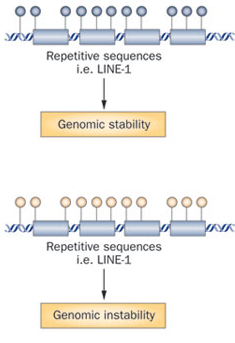 Repetitive sequences
i.e. LINE-1
Genomic stability
Repetitive sequences
i.e. LINE-1
Genomic instability